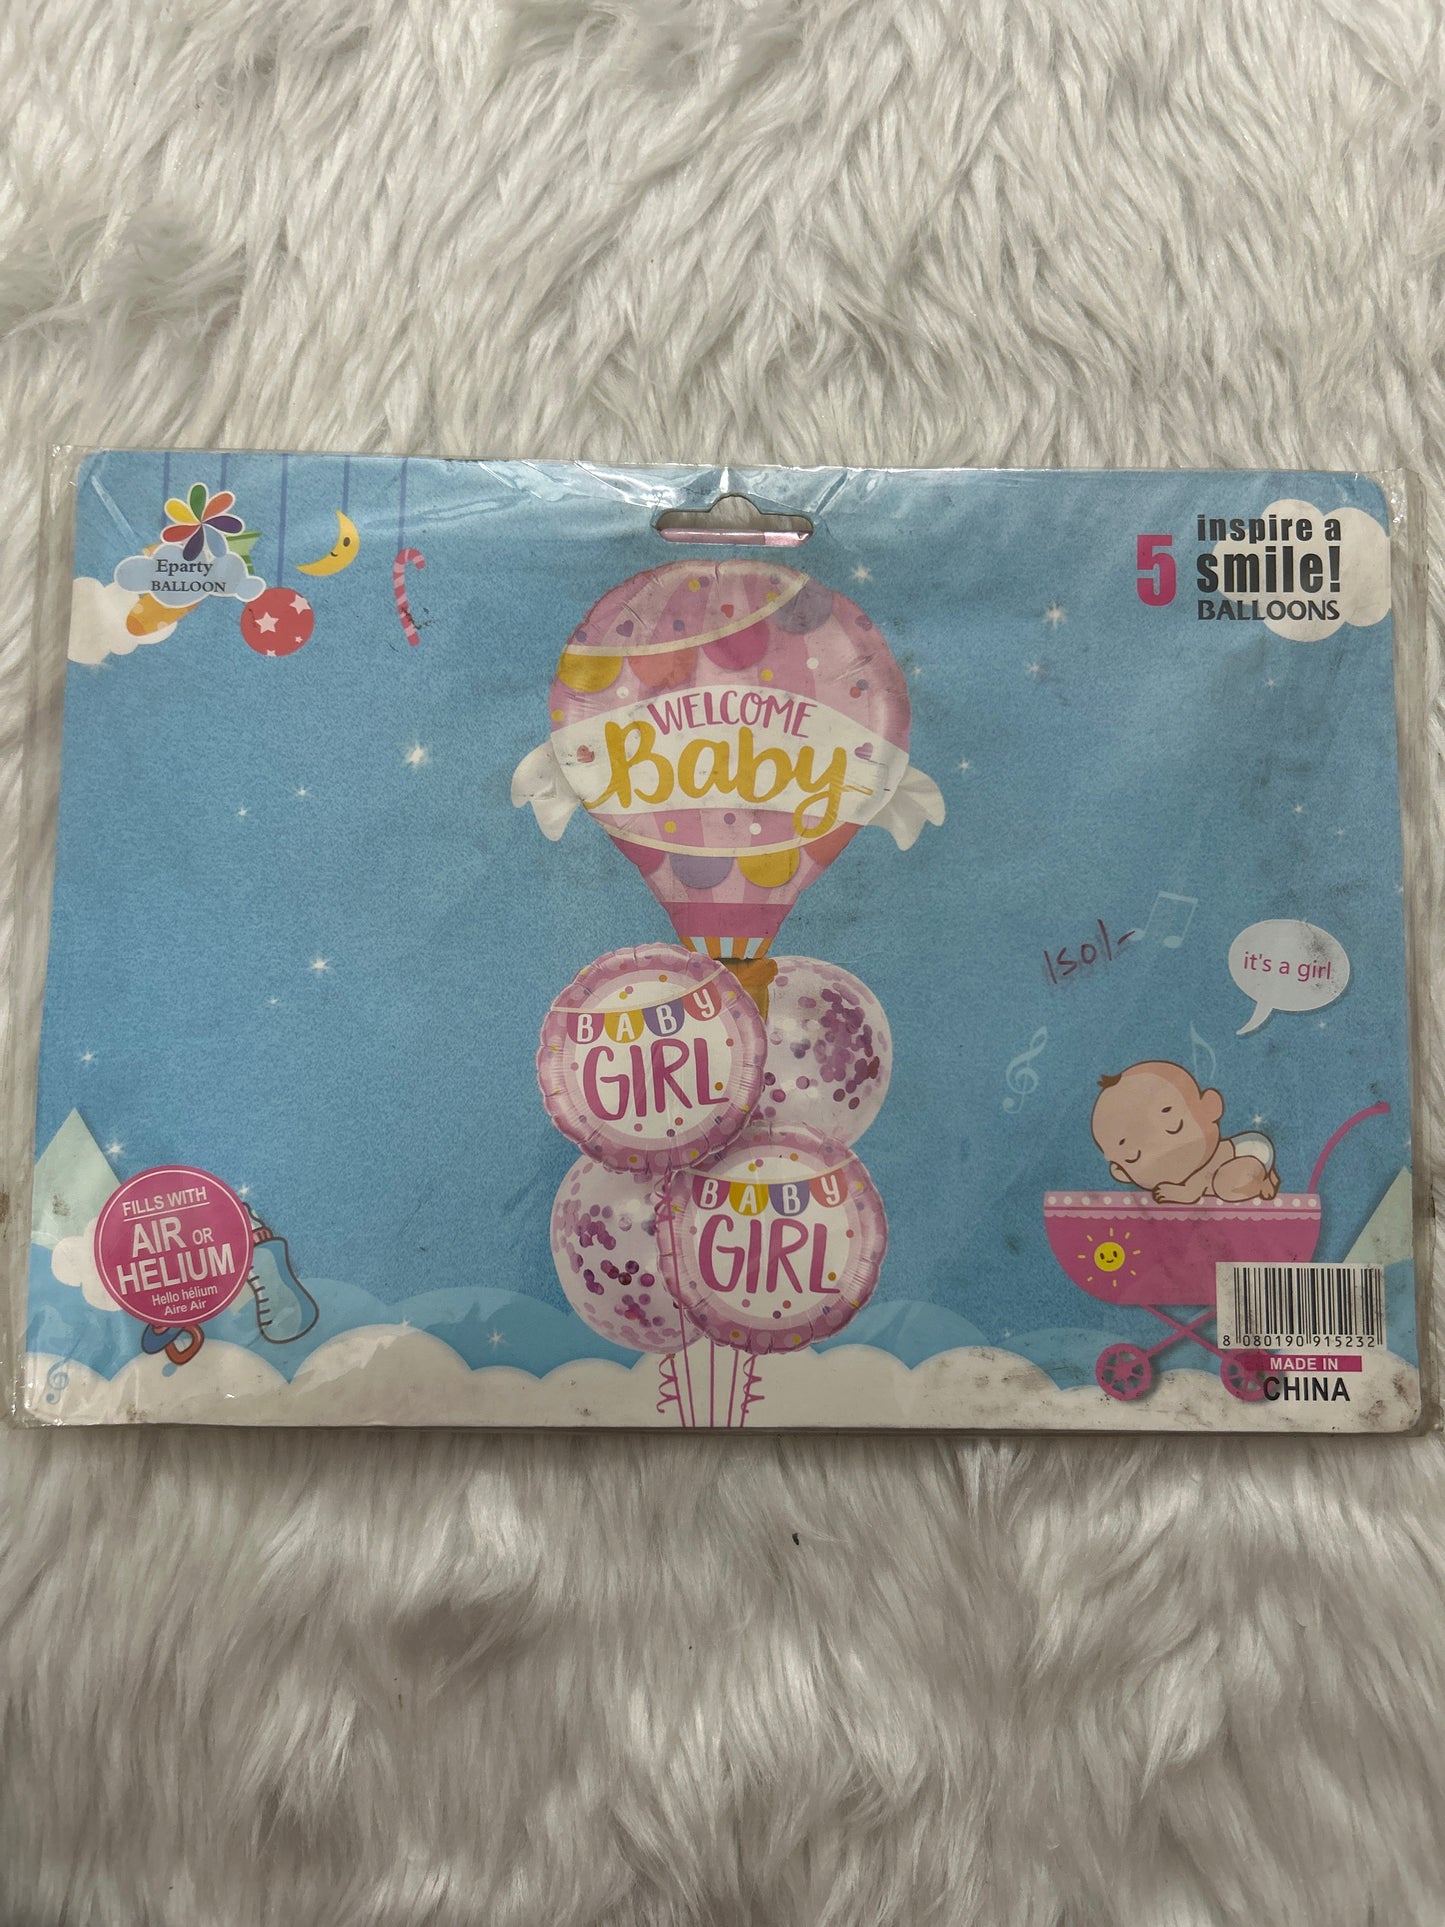 Eparty
BALLOON
5
inspire a
smile!
BALLOONS
WELCOME
Baby
150/-
it's a girl
BABY
GIRL
BABY
GIRL
FILLS WITH
AIR OR
HELIUM
Hello hélium
Aire Air
8 080190 915232
MADE IN
CHINA